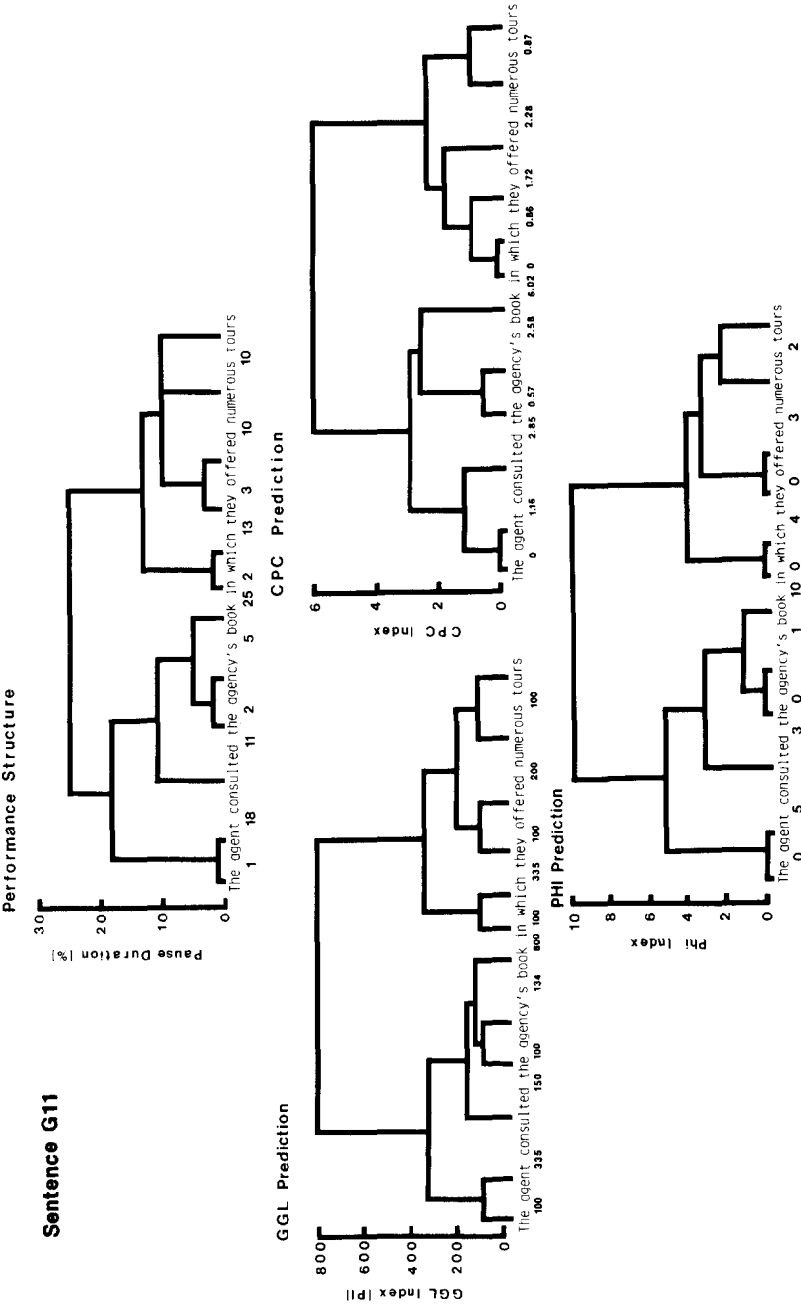 Sentence G11
Performance Structure
Pause Duration [%]
30
20
10
0
The agent consulted the agency's book in which they offered numerous tours
1 18 11 2 5 25 2 13 3 10 10
GGL Prediction
GGL Index [PI]
800
600
400
200
0
The agent consulted the agency's book in which they offered numerous tours
100 335 150 100 134 800 100 335 100 200 100
CPC Prediction
CPC Index
6
4
2
0
The agent consulted the agency's book in which they offered numerous tours
0 1.16 2.85 0.57 2.58 6.02 0 0.86 1.72 2.28 0.87
PHI Prediction
Phi Index
10
8
6
4
2
0
The agent consulted the agency's book in which they offered numerous tours
0 5 3 0 1 10 0 4 0 3 2